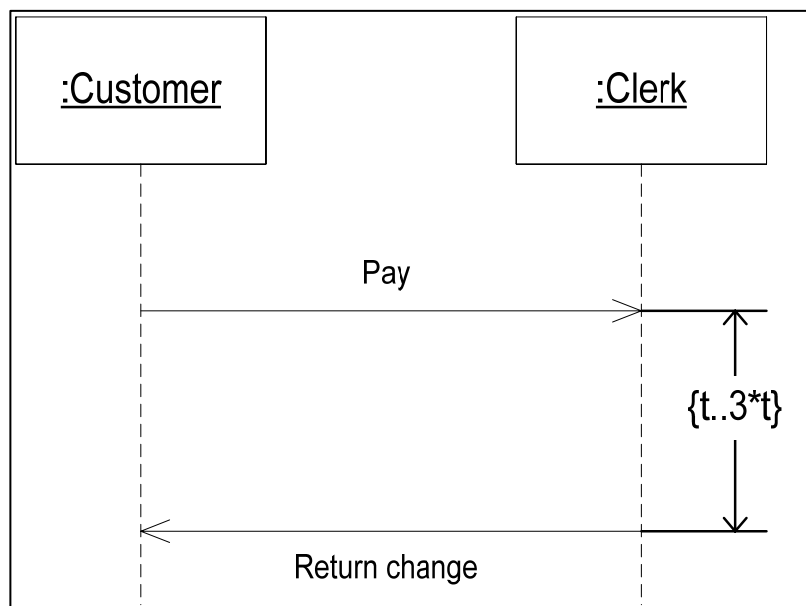 :Customer
:Clerk
Pay
{t..3*t}
Return change